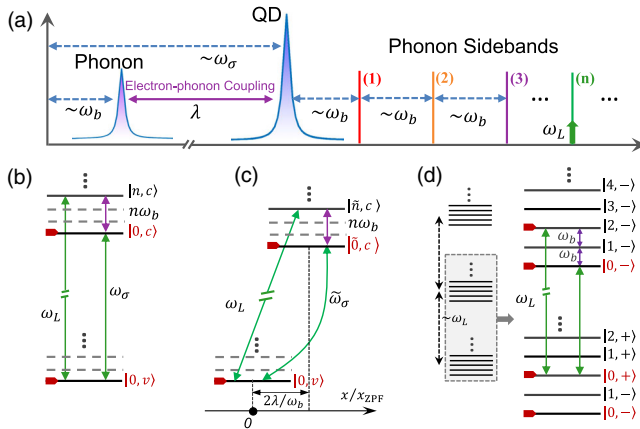 (a)
QD
~ω_σ
Phonon
Phonon Sidebands
Electron-phonon Coupling
(1)
(2)
(3)
(n)
~ω_b
λ
~ω_b
~ω_b
~ω_b
...
...
ω_L
(b)
|n, c⟩
nω_b
|0, c⟩
ω_L
ω_σ
|0, v⟩
(c)
|ñ, c⟩
nω_b
|0̃, c⟩
ω_L
ω̃_σ
|0, v⟩
2λ/ω_b
x/x_ZPF
0
(d)
~ω_L
|4, −⟩
|3, −⟩
|2, −⟩
ω_b
|1, −⟩
ω_b
|0, −⟩
ω_L
|2, +⟩
|1, +⟩
|0, +⟩
|1, −⟩
|0, −⟩